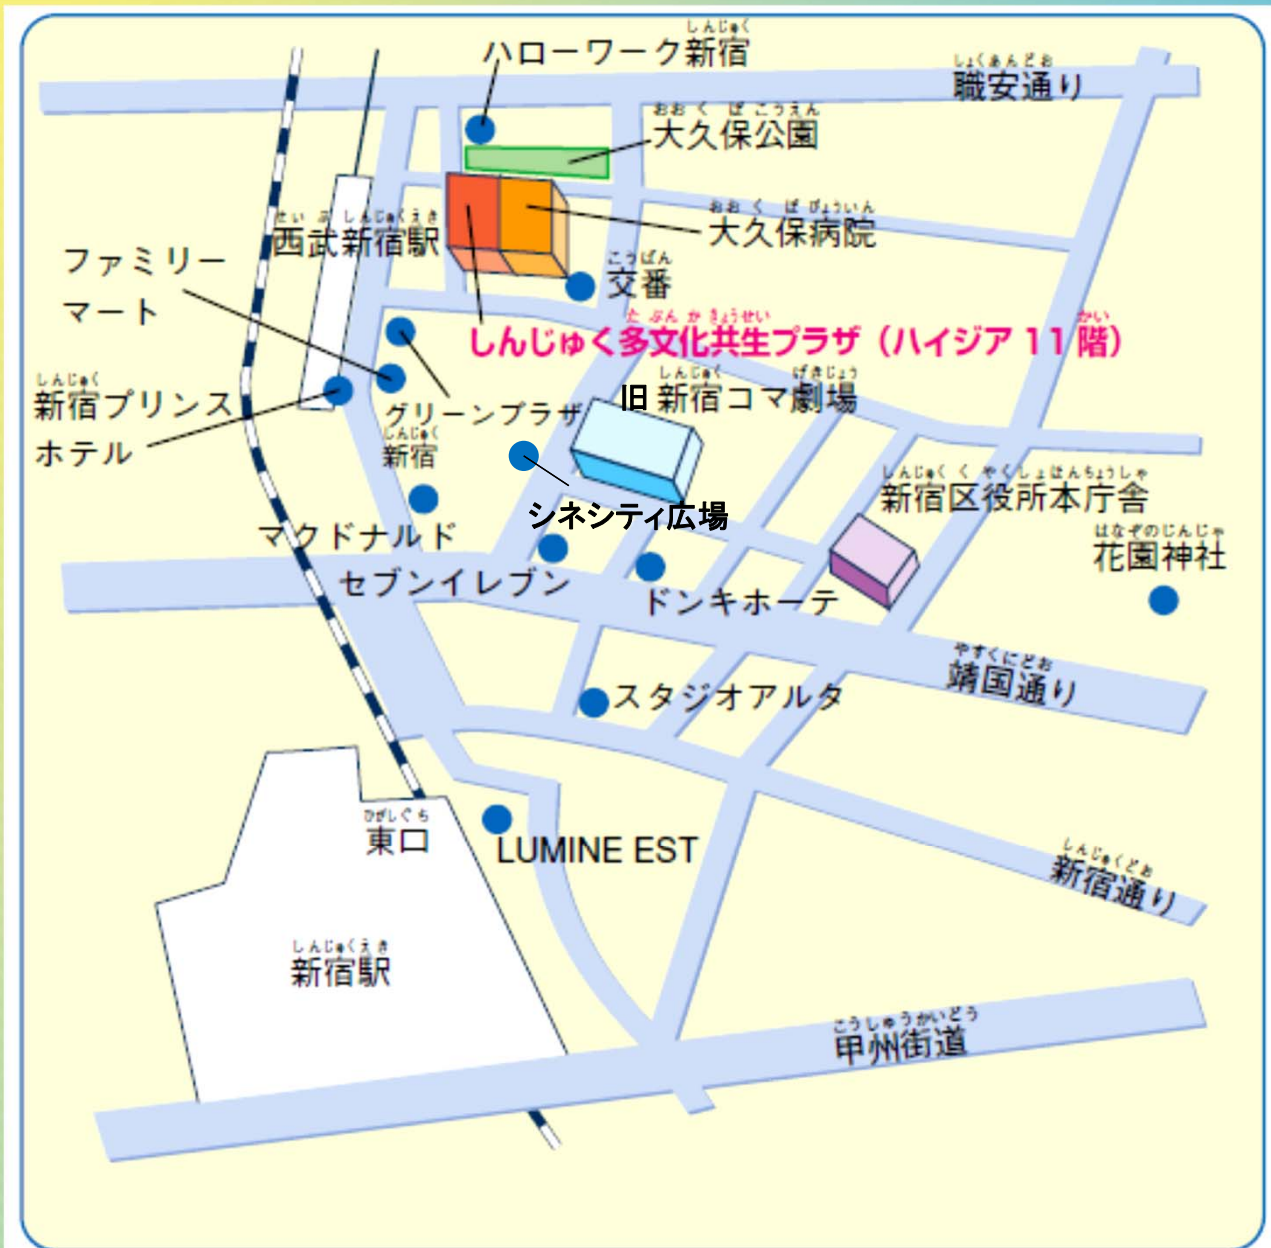 しんじゅく
ハローワーク新宿
しょくあんどお
職安通り
おおくぼこうえん
大久保公園
おおくぼびょういん
大久保病院
せいぶしんじゅくえき
西武新宿駅
ファミリー
マート
こうばん
交番
たぶんかきょうせい かい
しんじゅく多文化共生プラザ（ハイジア 11 階）
しんじゅく
新宿プリンス
ホテル
しんじゅく げきじょう
旧 新宿コマ劇場
グリーンプラザ
しんじゅく
新宿
しんじゅくくやくしょほんちょうしゃ
新宿区役所本庁舎
シネシティ広場
マクドナルド
はなぞのじんじゃ
花園神社
セブンイレブン
ドンキホーテ
やすくにどお
靖国通り
スタジオアルタ
ひがしぐち
東口
LUMINE EST
しんじゅくどお
新宿通り
しんじゅくえき
新宿駅
こうしゅうかいどう
甲州街道